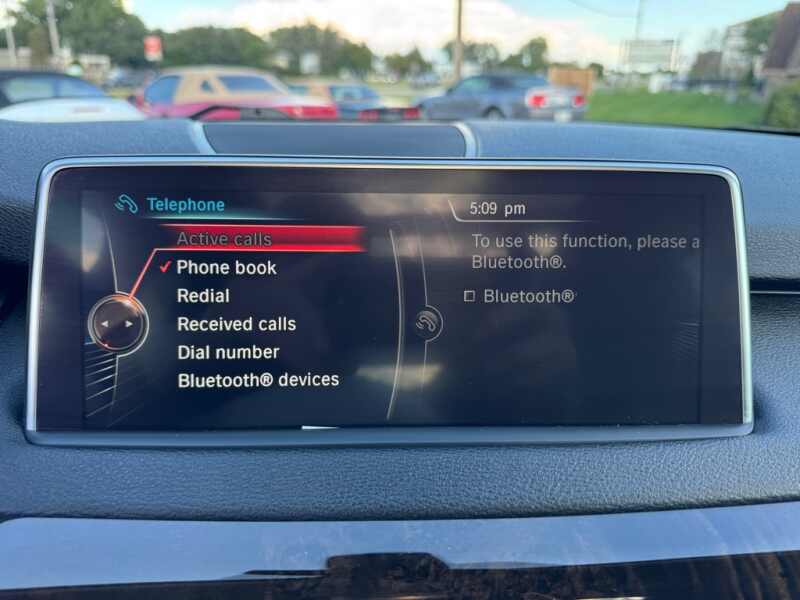 Telephone
5:09 pm
Active calls
Phone book
Redial
Received calls
Dial number
Bluetooth® devices
To use this function, please a
Bluetooth®.
Bluetooth®